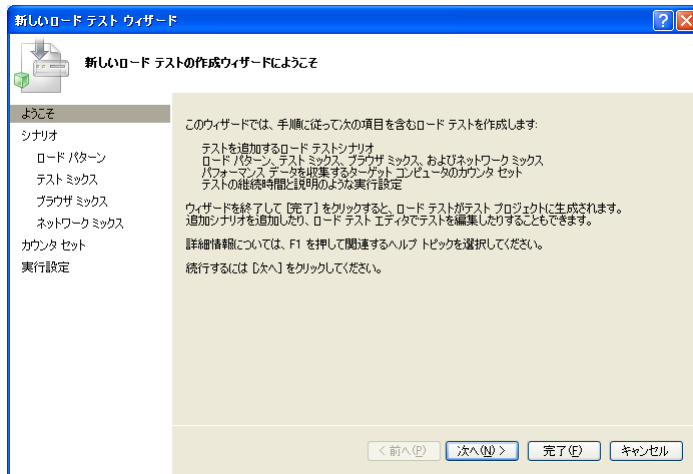 新しいロード テスト ウィザード
新しいロード テストの作成ウィザードにようこそ
ようこそ
シナリオ
ロード パターン
テスト ミックス
ブラウザ ミックス
ネットワーク ミックス
カウンタ セット
実行設定
このウィザードでは、手順に従って次の項目を含むロード テストを作成します:
テストを追加するロード テストシナリオ
ロード パターン、テスト ミックス、ブラウザ ミックス、およびネットワーク ミックス
パフォーマンス データを収集するターゲット コンピュータのカウンタ セット
テストの継続時間と説明のような実行設定
ウィザードを終了して [完了] をクリックすると、ロード テストがテスト プロジェクトに生成されます。
追加シナリオを追加したり、ロード テスト エディタでテストを編集したりすることもできます。
詳細情報については、F1 を押して関連するヘルプ トピックを選択してください。
続行するには [次へ] をクリックしてください。
< 前へ(P)
次へ(N) >
完了(F)
キャンセル